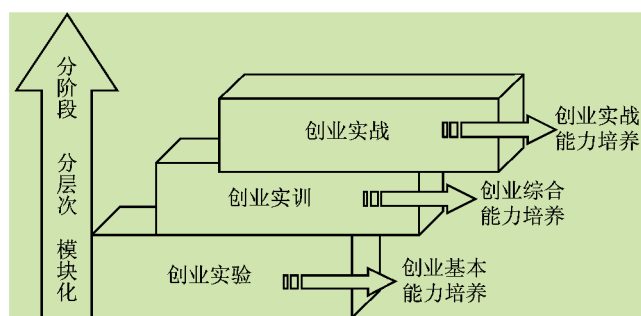 分阶段
分层次
模块化
创业实战
创业实战
能力培养
创业实训
创业综合
能力培养
创业实验
创业基本
能力培养